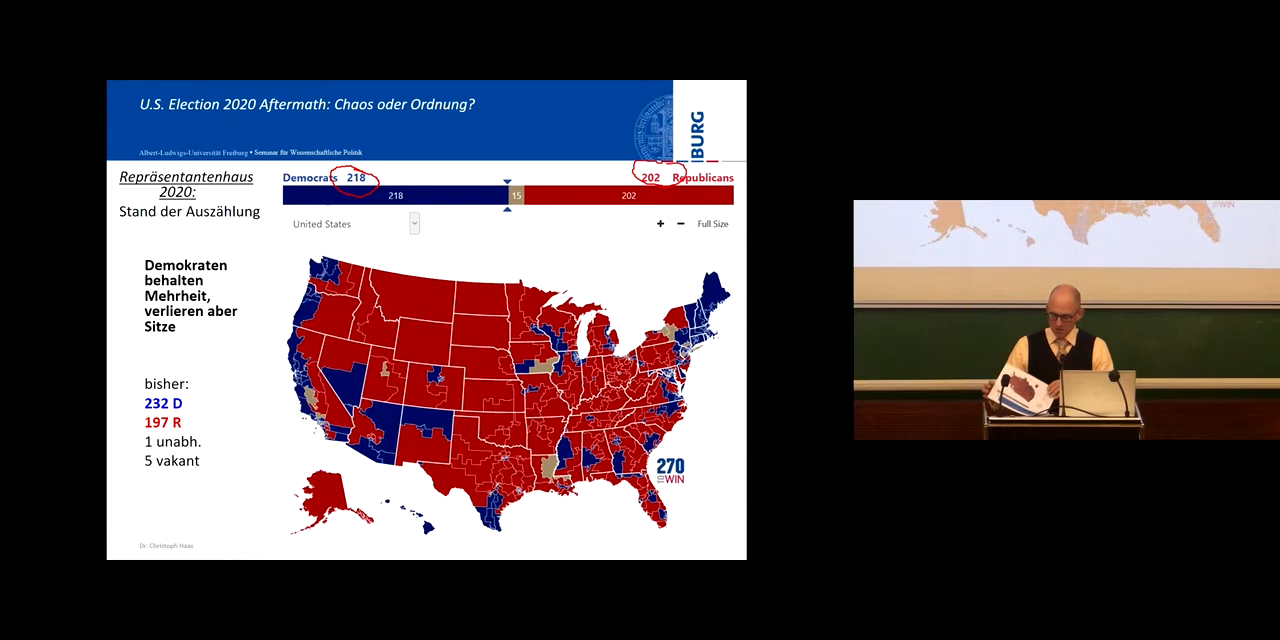 U.S. Election 2020 Aftermath: Chaos oder Ordnung?
BURG
Albert-Ludwigs-Universität Freiburg • Seminar für Wissenschaftliche Politik
Repräsentantenhaus
2020:
Stand der Auszählung
Democrats 218
202 Republicans
218
15
202
United States
+ − Full Size
Demokraten
behalten
Mehrheit,
verlieren aber
Sitze
bisher:
232 D
197 R
1 unabh.
5 vakant
270
TO WIN
Dr. Christoph Haas
WIN